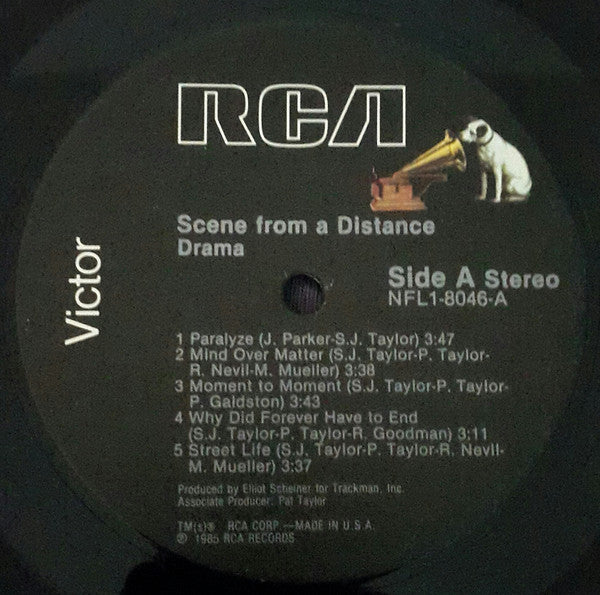 RCA
Victor
Scene from a Distance
Drama
Side A Stereo
NFL1-8046-A
1 Paralyze (J. Parker-S.J. Taylor) 3:47
2 Mind Over Matter (S.J. Taylor-P. Taylor-
R. Nevil-M. Mueller) 3:38
3 Moment to Moment (S.J. Taylor-P. Taylor-
P. Galdston) 3:43
4 Why Did Forever Have to End
(S.J. Taylor-P. Taylor-R. Goodman) 3:11
5 Street Life (S.J. Taylor-P. Taylor-R. Nevil-
M. Mueller) 3:37
Produced by Elliot Scheiner for Trackman, Inc.
Associate Producer: Pat Taylor
TM(s)® RCA CORP.—MADE IN U.S.A.
℗ 1985 RCA RECORDS